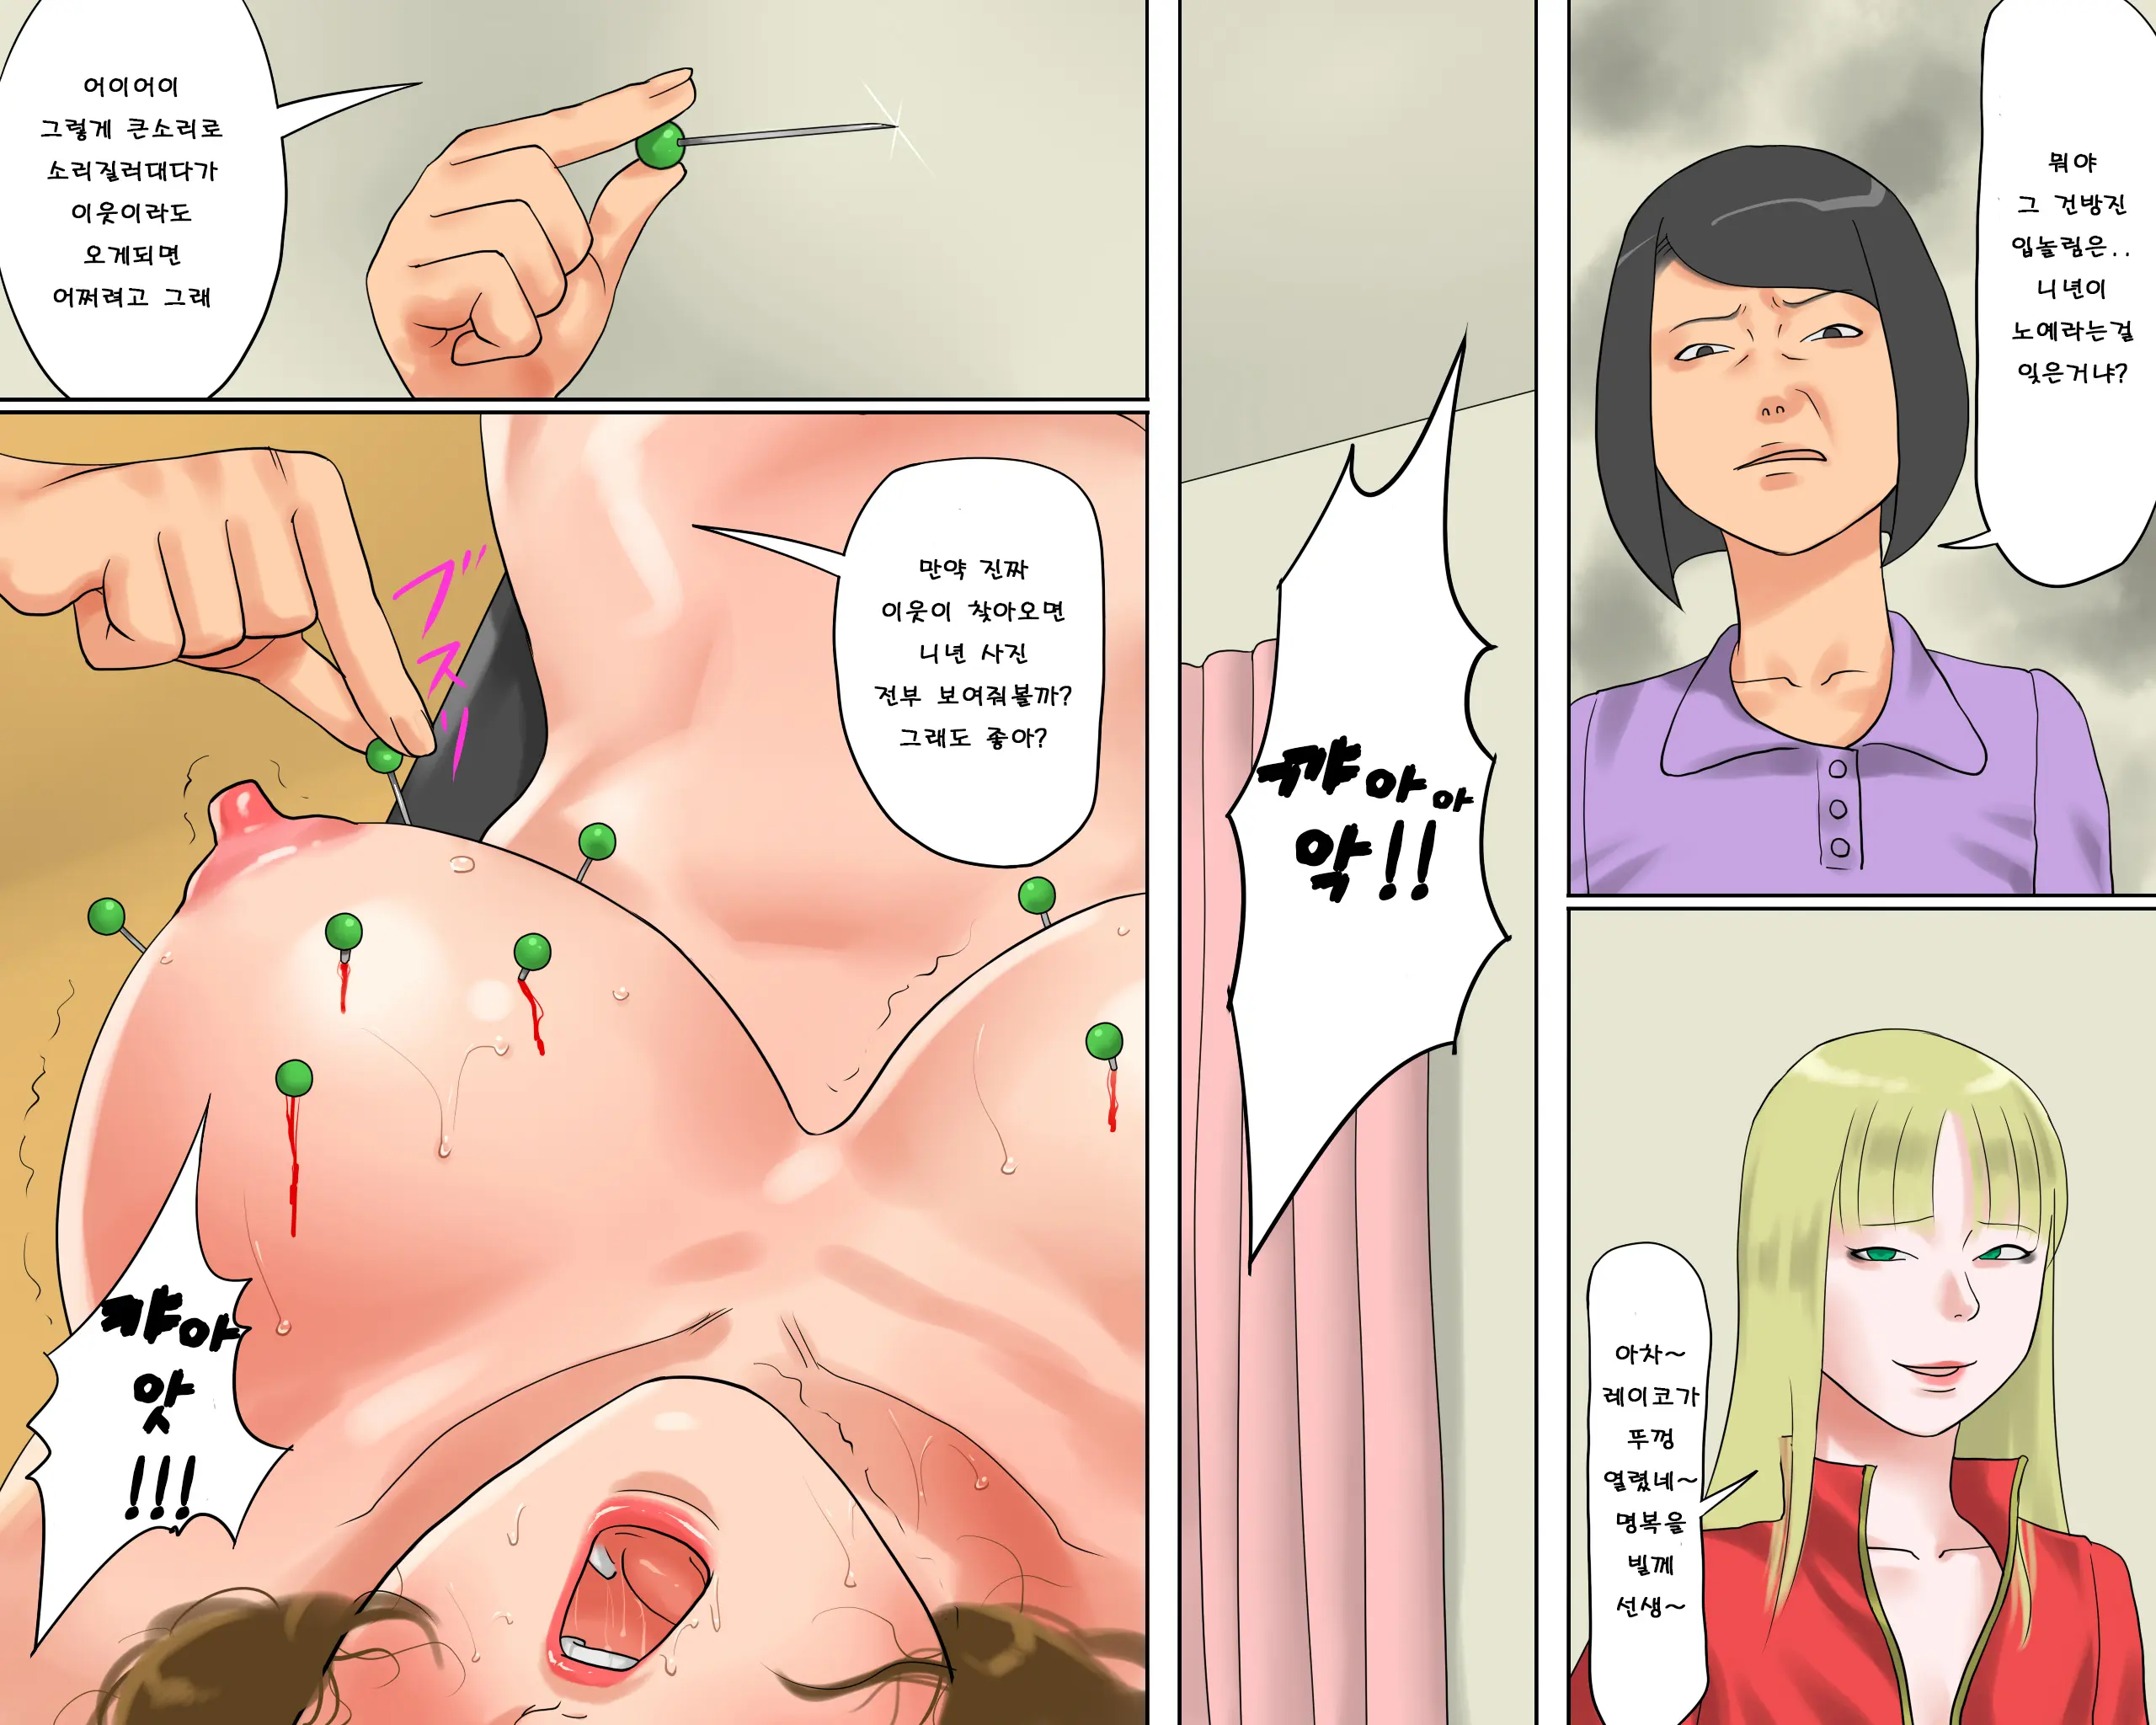 뭐야
그 건방진
입놀림은..
니년이
노예라는걸
잊은거냐?
아차~
레이코가
뚜껑
열렸네~
명복을
빌께
선생~
꺄아아
악!!
어이어이
그렇게 큰소리로
소리질러대다가
이웃이라도
오게되면
어쩌려고 그래
만약 진짜
이웃이 찾아오면
니년 사진
전부 보여줘볼까?
그래도 좋아?
ブスッ
꺄아
앗
!!!